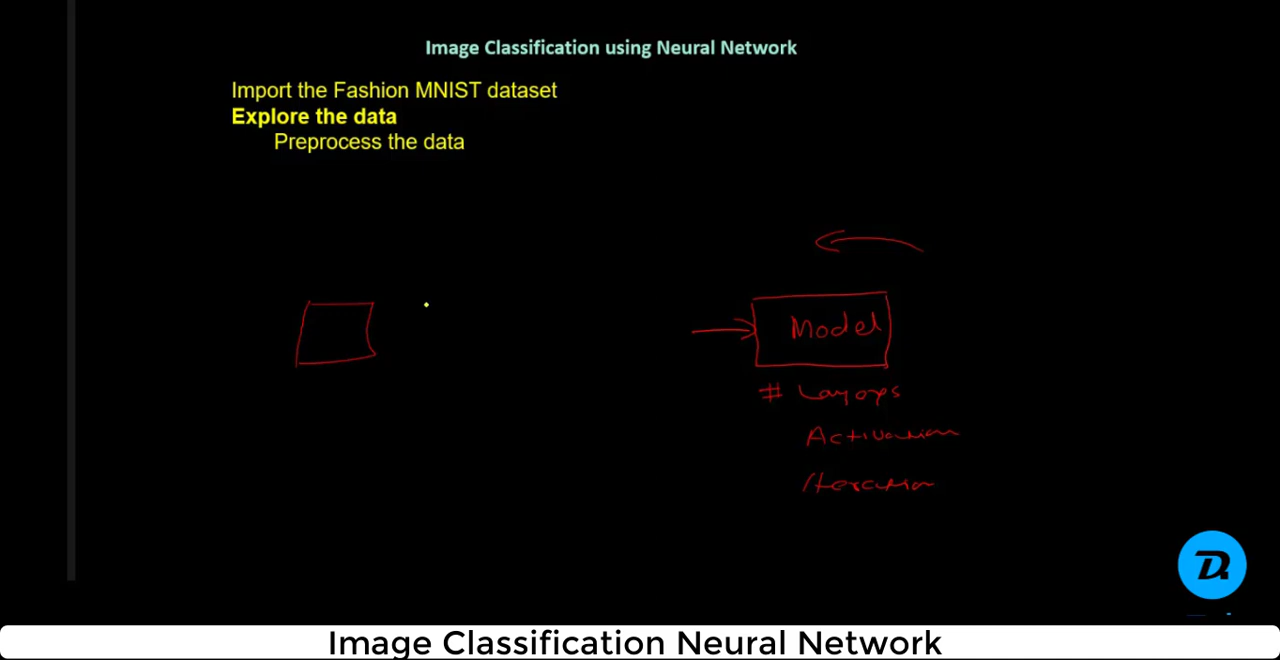 Image Classification using Neural Network
Import the Fashion MNIST dataset
Explore the data
Preprocess the data
Model
# Layers
Activation
Iteration
Image Classification Neural Network